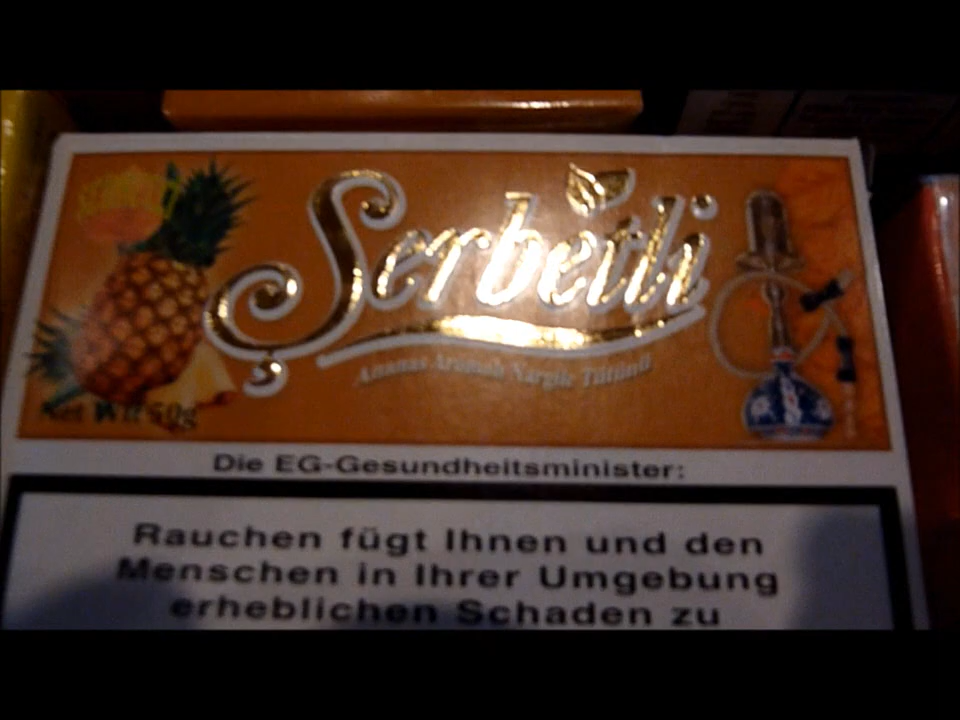 Şerbetli
Ananas Aromalı Nargile Tütünü
Net Wt: 50g
Die EG-Gesundheitsminister:
Rauchen fügt Ihnen und den
Menschen in Ihrer Umgebung
erheblichen Schaden zu